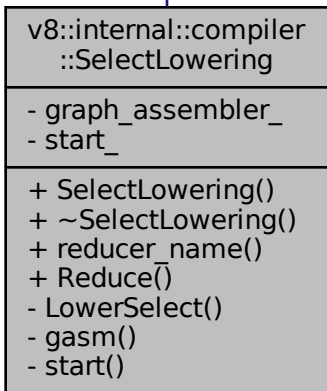 v8::internal::compiler
::SelectLowering
- graph_assembler_
- start_
+ SelectLowering()
+ ~SelectLowering()
+ reducer_name()
+ Reduce()
- LowerSelect()
- gasm()
- start()